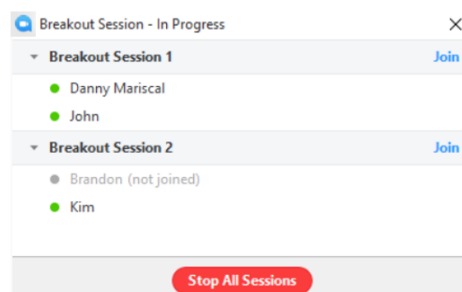 Breakout Session - In Progress
Breakout Session 1 Join
Danny Mariscal
John
Breakout Session 2 Join
Brandon (not joined)
Kim
Stop All Sessions